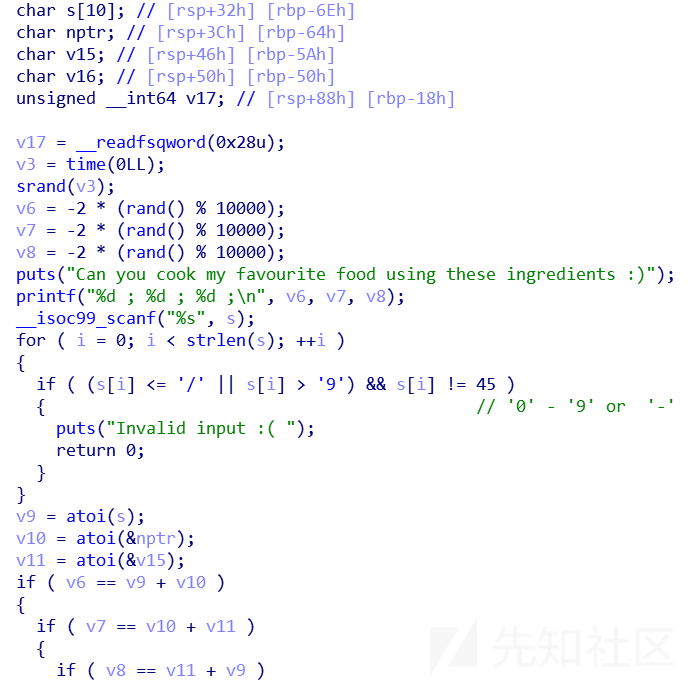 char s[10]; // [rsp+32h] [rbp-6Eh]
char nptr; // [rsp+3Ch] [rbp-64h]
char v15; // [rsp+46h] [rbp-5Ah]
char v16; // [rsp+50h] [rbp-50h]
unsigned __int64 v17; // [rsp+88h] [rbp-18h]

v17 = __readfsqword(0x28u);
v3 = time(0LL);
srand(v3);
v6 = -2 * (rand() % 10000);
v7 = -2 * (rand() % 10000);
v8 = -2 * (rand() % 10000);
puts("Can you cook my favourite food using these ingredients :)");
printf("%d ; %d ; %d ;\n", v6, v7, v8);
__isoc99_scanf("%s", s);
for ( i = 0; i < strlen(s); ++i )
{
  if ( (s[i] <= '/' || s[i] > '9') && s[i] != 45 )
  {                                           // '0' - '9' or  '-'
    puts("Invalid input :( ");
    return 0;
  }
}
v9 = atoi(s);
v10 = atoi(&nptr);
v11 = atoi(&v15);
if ( v6 == v9 + v10 )
{
  if ( v7 == v10 + v11 )
  {
    if ( v8 == v11 + v9 )
先知社区